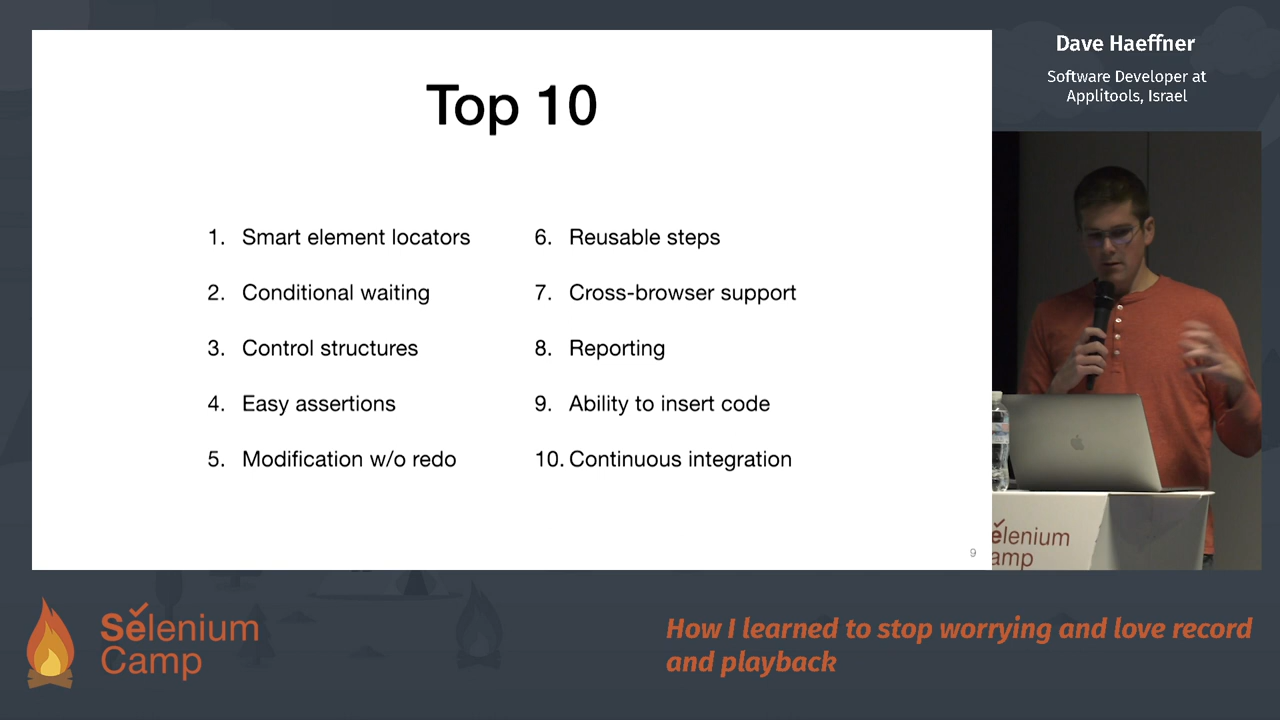 Top 10
1. Smart element locators
2. Conditional waiting
3. Control structures
4. Easy assertions
5. Modification w/o redo
6. Reusable steps
7. Cross-browser support
8. Reporting
9. Ability to insert code
10. Continuous integration
9
Dave Haeffner
Software Developer at
Applitools, Israel
elenium
amp
Selenium
Camp
How I learned to stop worrying and love record
and playback